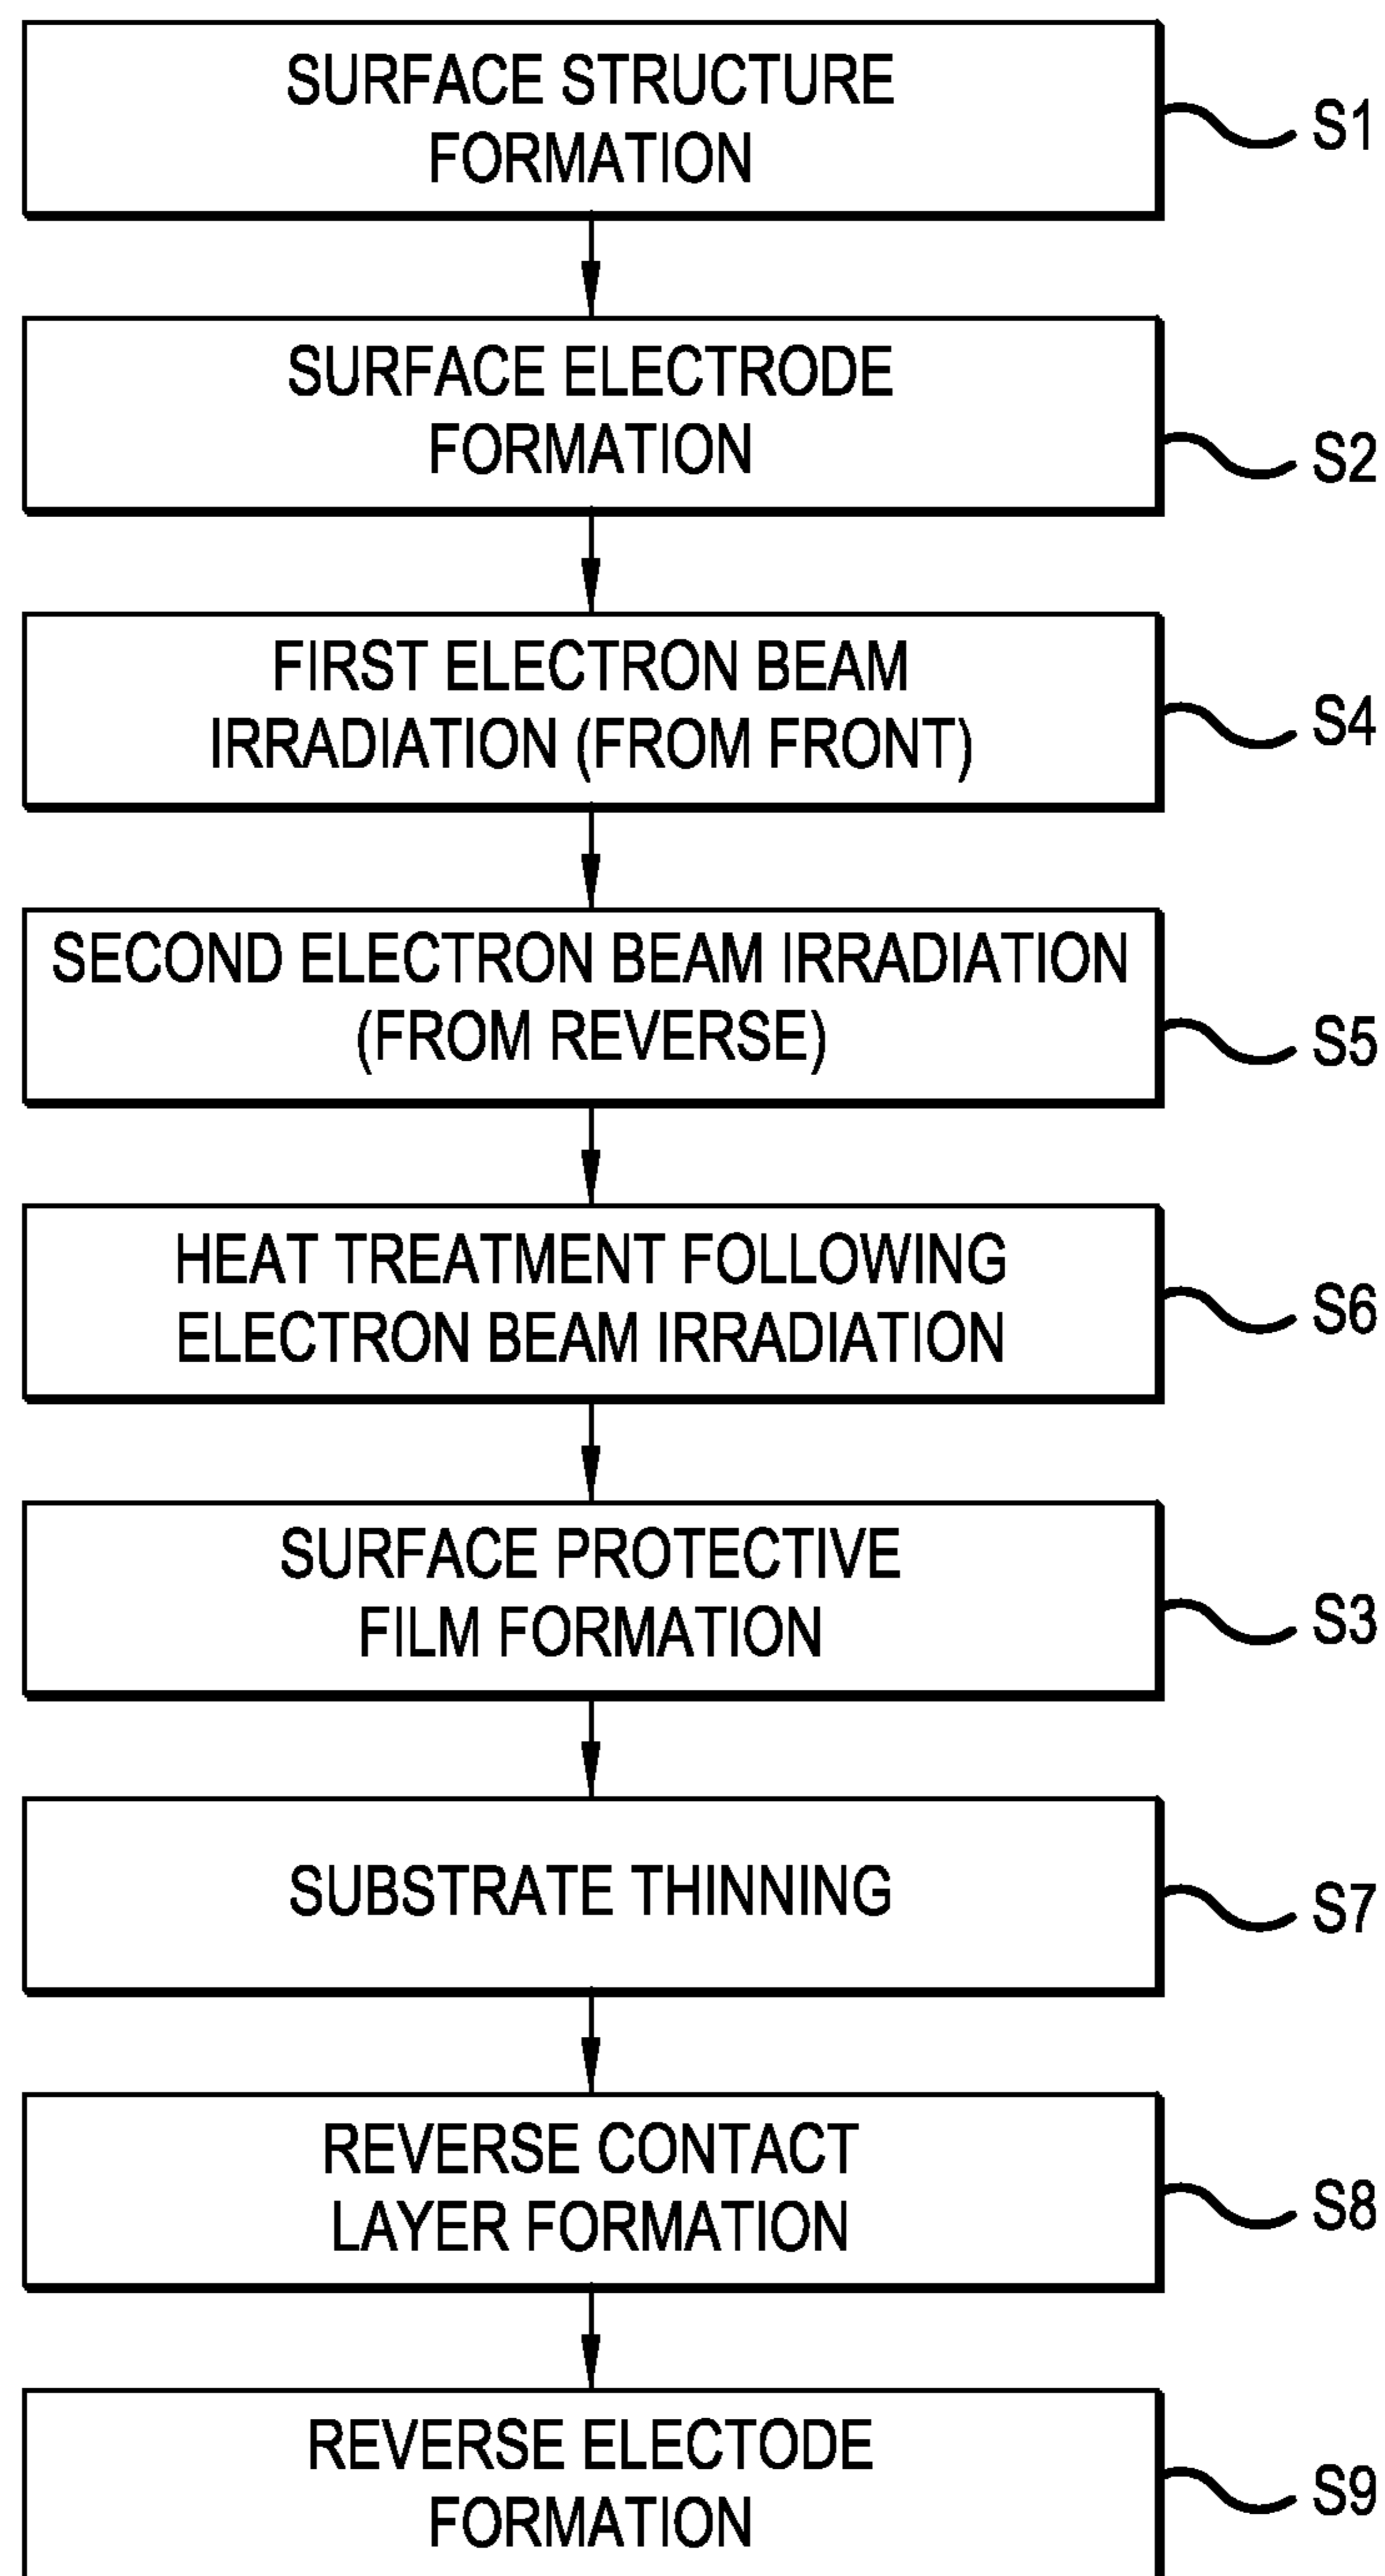 SURFACE STRUCTURE
FORMATION
S1
SURFACE ELECTRODE
FORMATION
S2
FIRST ELECTRON BEAM
IRRADIATION (FROM FRONT)
S4
SECOND ELECTRON BEAM IRRADIATION
(FROM REVERSE)
S5
HEAT TREATMENT FOLLOWING
ELECTRON BEAM IRRADIATION
S6
SURFACE PROTECTIVE
FILM FORMATION
S3
SUBSTRATE THINNING
S7
REVERSE CONTACT
LAYER FORMATION
S8
REVERSE ELECTODE
FORMATION
S9